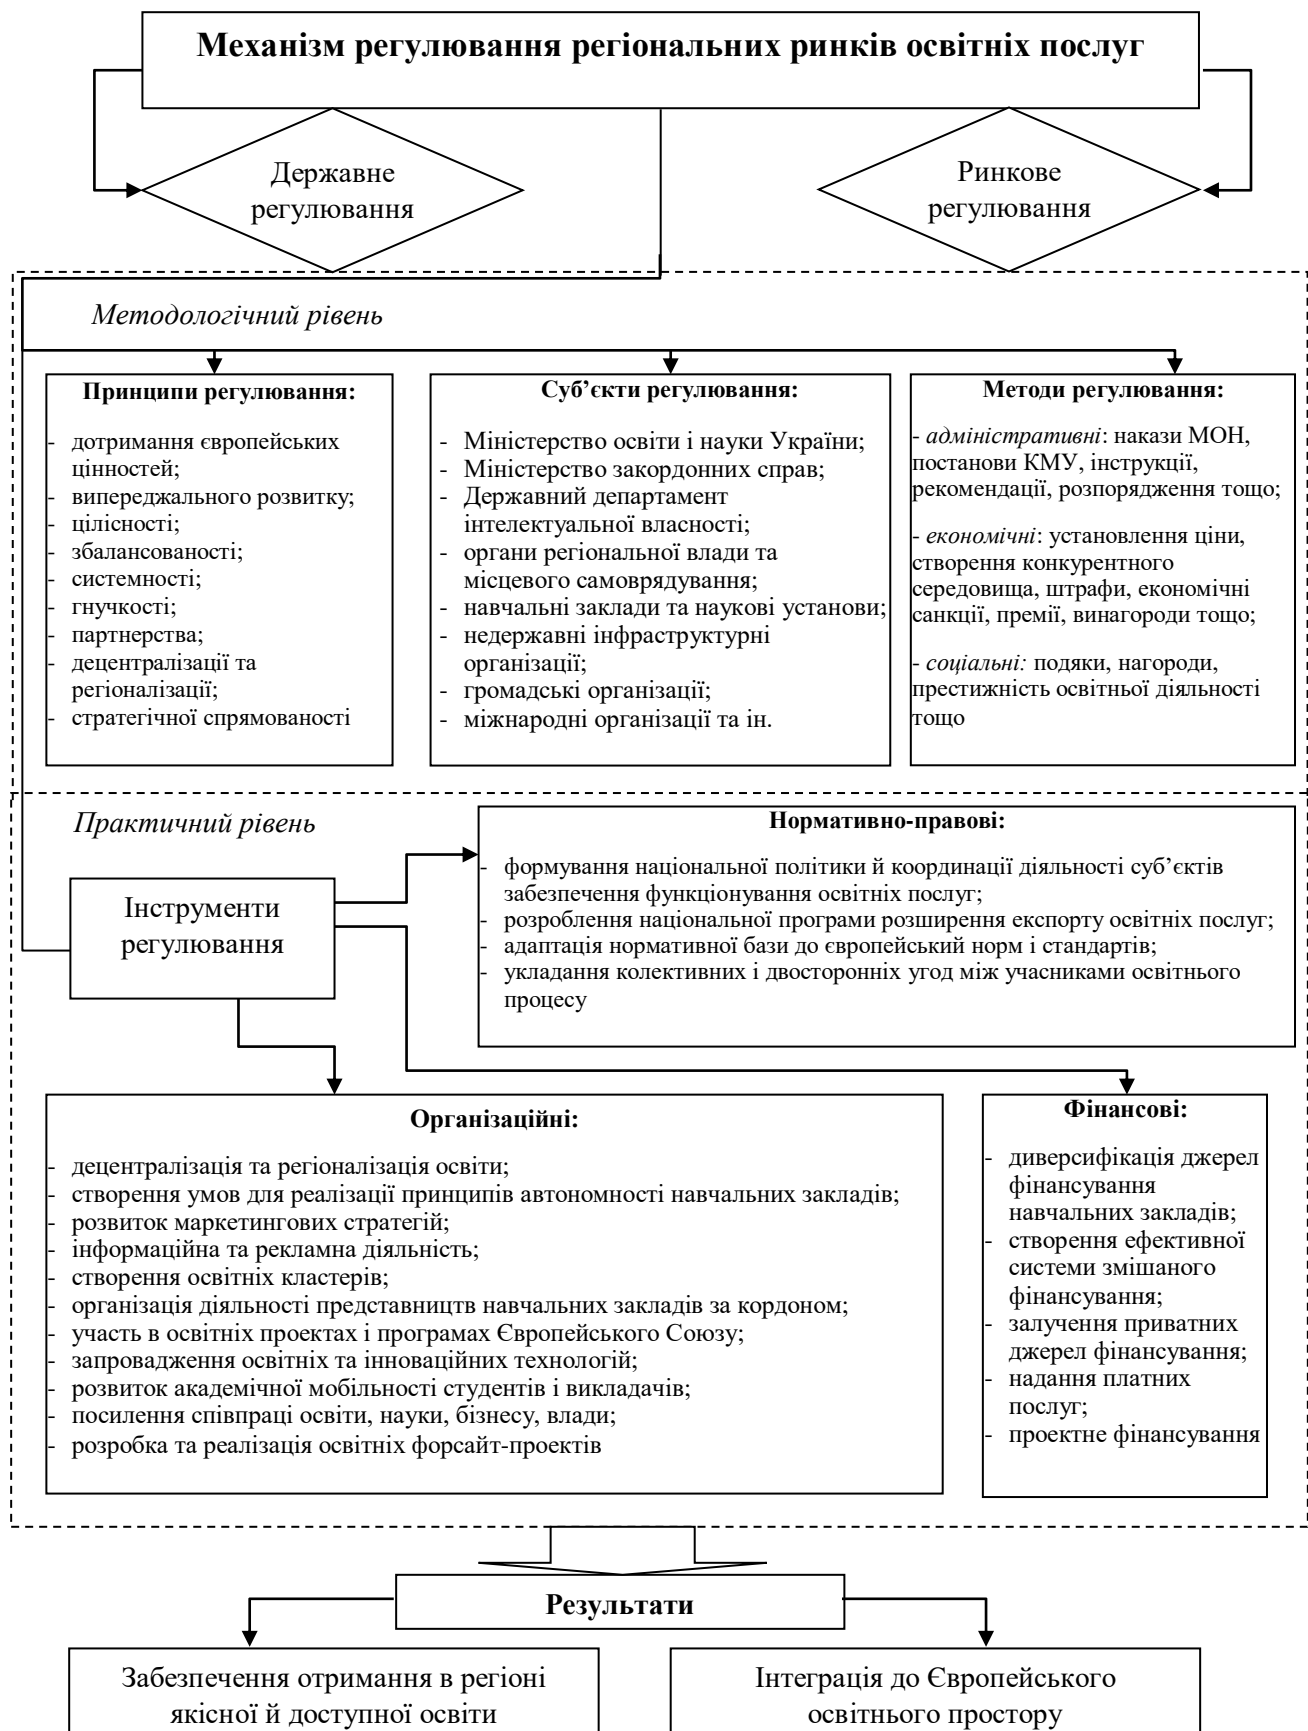 Механізм регулювання регіональних ринків освітніх послуг
Державне
регулювання
Ринкове
регулювання
Методологічний рівень
Принципи регулювання:
- дотримання європейських
цінностей;
- випереджального розвитку;
- цілісності;
- збалансованості;
- системності;
- гнучкості;
- партнерства;
- децентралізації та
регіоналізації;
- стратегічної спрямованості
Суб’єкти регулювання:
- Міністерство освіти і науки України;
- Міністерство закордонних справ;
- Державний департамент
інтелектуальної власності;
- органи регіональної влади та
місцевого самоврядування;
- навчальні заклади та наукові установи;
- недержавні інфраструктурні
організації;
- громадські організації;
- міжнародні організації та ін.
Методи регулювання:
- адміністративні: накази МОН,
постанови КМУ, інструкції,
рекомендації, розпорядження тощо;
- економічні: установлення ціни,
створення конкурентного
середовища, штрафи, економічні
санкції, премії, винагороди тощо;
- соціальні: подяки, нагороди,
престижність освітньої діяльності
тощо
Практичний рівень
Інструменти
регулювання
Нормативно-правові:
- формування національної політики й координації діяльності суб’єктів
забезпечення функціонування освітніх послуг;
- розроблення національної програми розширення експорту освітніх послуг;
- адаптація нормативної бази до європейський норм і стандартів;
- укладання колективних і двосторонніх угод між учасниками освітнього
процесу
Організаційні:
- децентралізація та регіоналізація освіти;
- створення умов для реалізації принципів автономності навчальних закладів;
- розвиток маркетингових стратегій;
- інформаційна та рекламна діяльність;
- створення освітніх кластерів;
- організація діяльності представництв навчальних закладів за кордоном;
- участь в освітніх проектах і програмах Європейського Союзу;
- запровадження освітніх та інноваційних технологій;
- розвиток академічної мобільності студентів і викладачів;
- посилення співпраці освіти, науки, бізнесу, влади;
- розробка та реалізація освітніх форсайт-проектів
Фінансові:
- диверсифікація джерел
фінансування
навчальних закладів;
- створення ефективної
системи змішаного
фінансування;
- залучення приватних
джерел фінансування;
- надання платних
послуг;
- проектне фінансування
Результати
Забезпечення отримання в регіоні
якісної й доступної освіти
Інтеграція до Європейського
освітнього простору